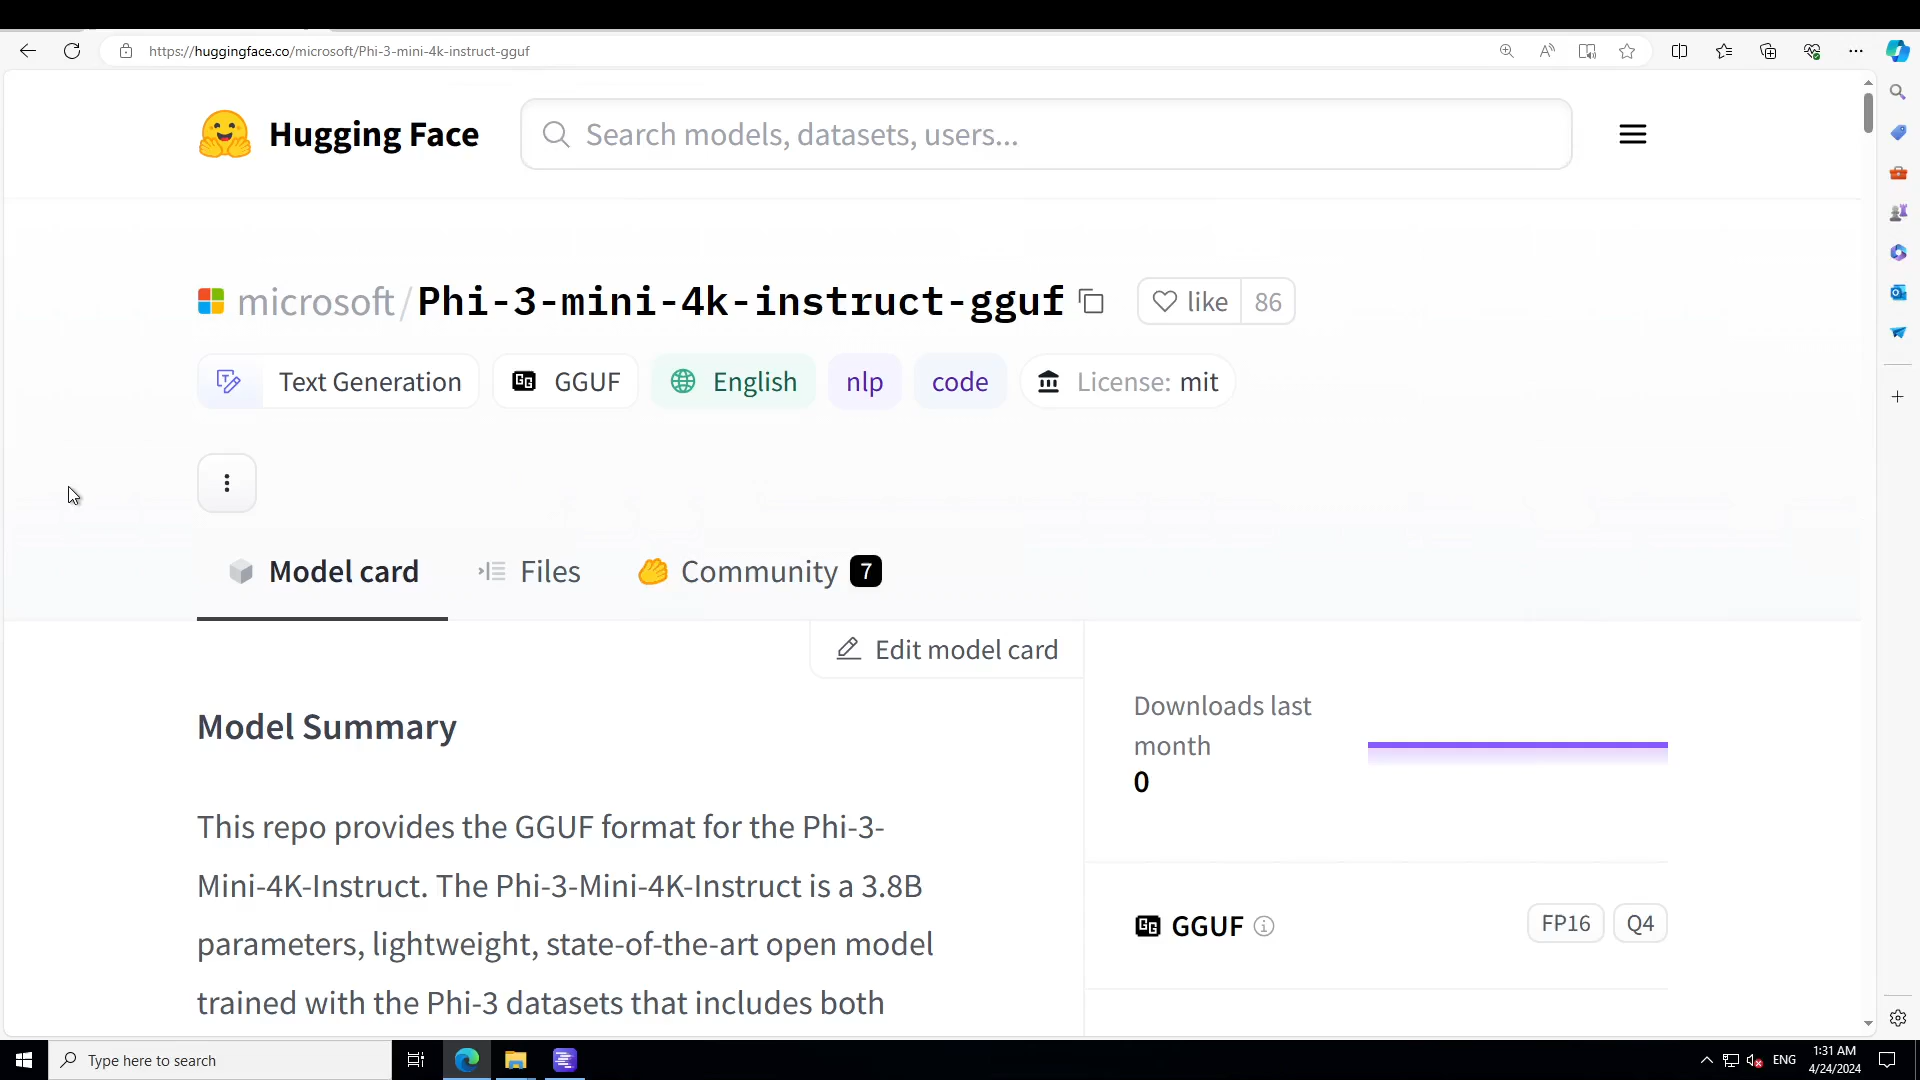 https://huggingface.co/microsoft/Phi-3-mini-4k-instruct-gguf
Hugging Face
Search models, datasets, users...
microsoft/Phi-3-mini-4k-instruct-gguf
like 86
Text Generation GGUF English nlp code License: mit
Model card Files Community 7
Edit model card
Model Summary
This repo provides the GGUF format for the Phi-3-
Mini-4K-Instruct. The Phi-3-Mini-4K-Instruct is a 3.8B
parameters, lightweight, state-of-the-art open model
trained with the Phi-3 datasets that includes both
Downloads last
month
0
GGUF FP16 Q4
Type here to search
ENG
1:31 AM
4/24/2024